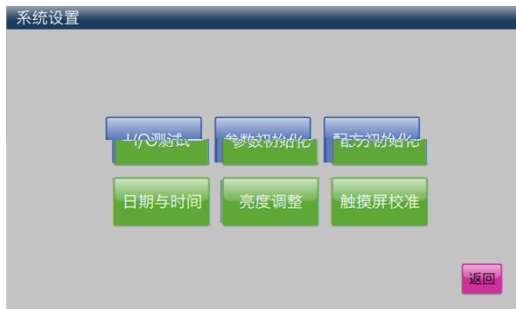 系统设置
I/O测试
参数初始化
配方初始化
日期与时间
亮度调整
触摸屏校准
返回